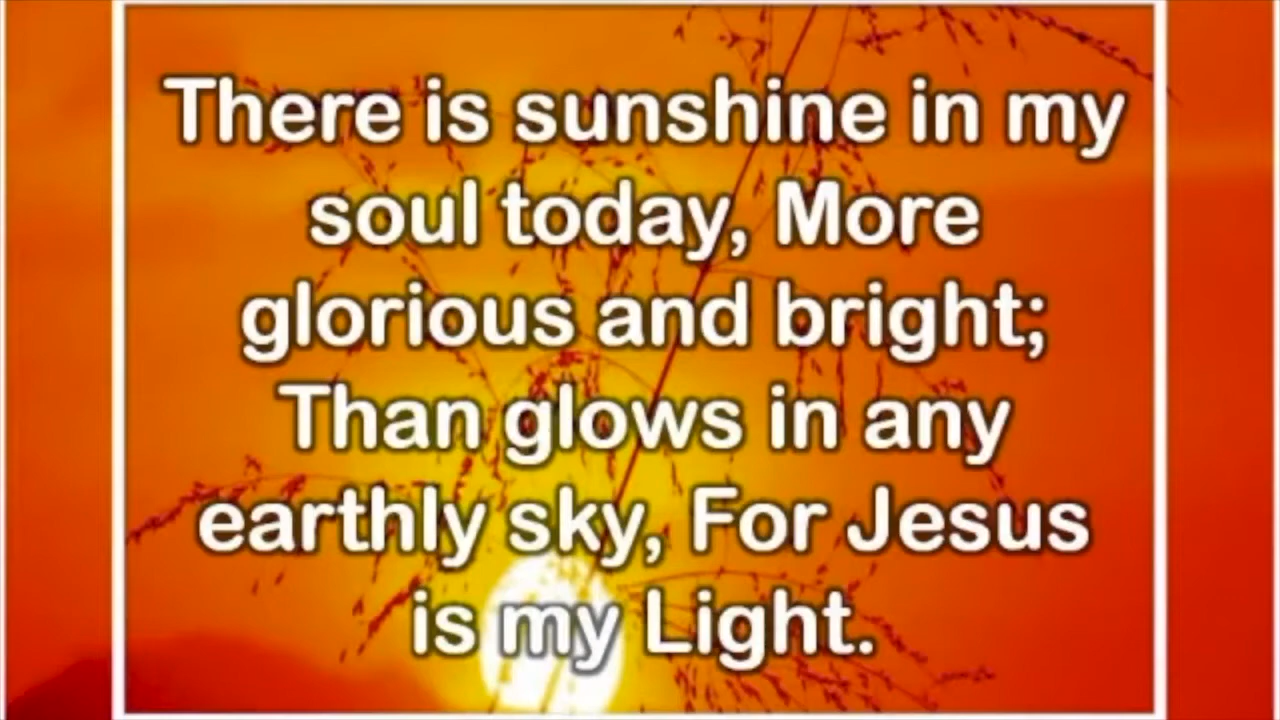 There is sunshine in my
soul today, More
glorious and bright;
Than glows in any
earthly sky, For Jesus
is my Light.